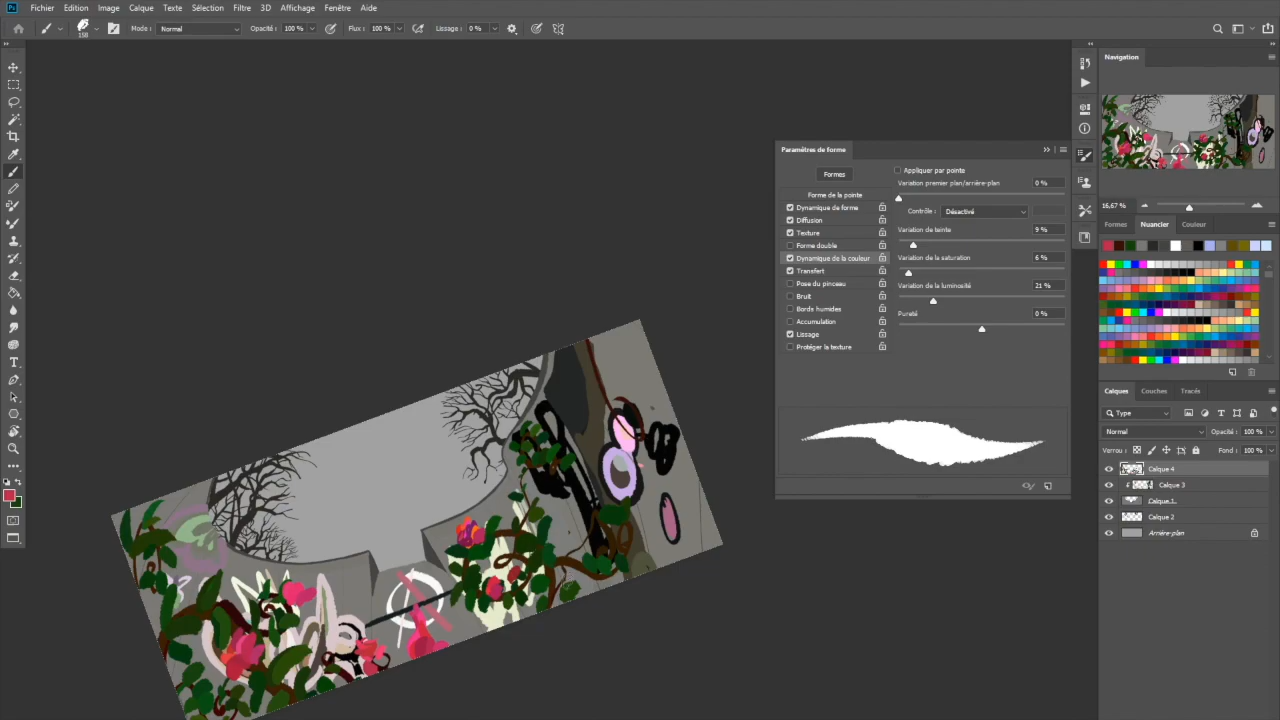 Ps Fichier Edition Image Calque Texte Sélection Filtre 3D Affichage Fenêtre Aide
158 Mode : Normal Opacité : 100 % Flux : 100 % Lissage : 0 %
Navigation
16,67 %
Formes Nuancier Couleur
Paramètres de forme
Formes
Forme de la pointe
Dynamique de forme
Diffusion
Texture
Forme double
Dynamique de la couleur
Transfert
Pose du pinceau
Bruit
Bords humides
Accumulation
Lissage
Protéger la texture
Appliquer par pointe
Variation premier plan/arrière-plan 0 %
Contrôle : Désactivé
Variation de teinte 9 %
Variation de la saturation 6 %
Variation de la luminosité 21 %
Pureté 0 %
Calques Couches Tracés
Type
Normal Opacité : 100 %
Verrou : Fond : 100 %
Calque 4
Calque 3
Calque 1
Calque 2
Arrière-plan